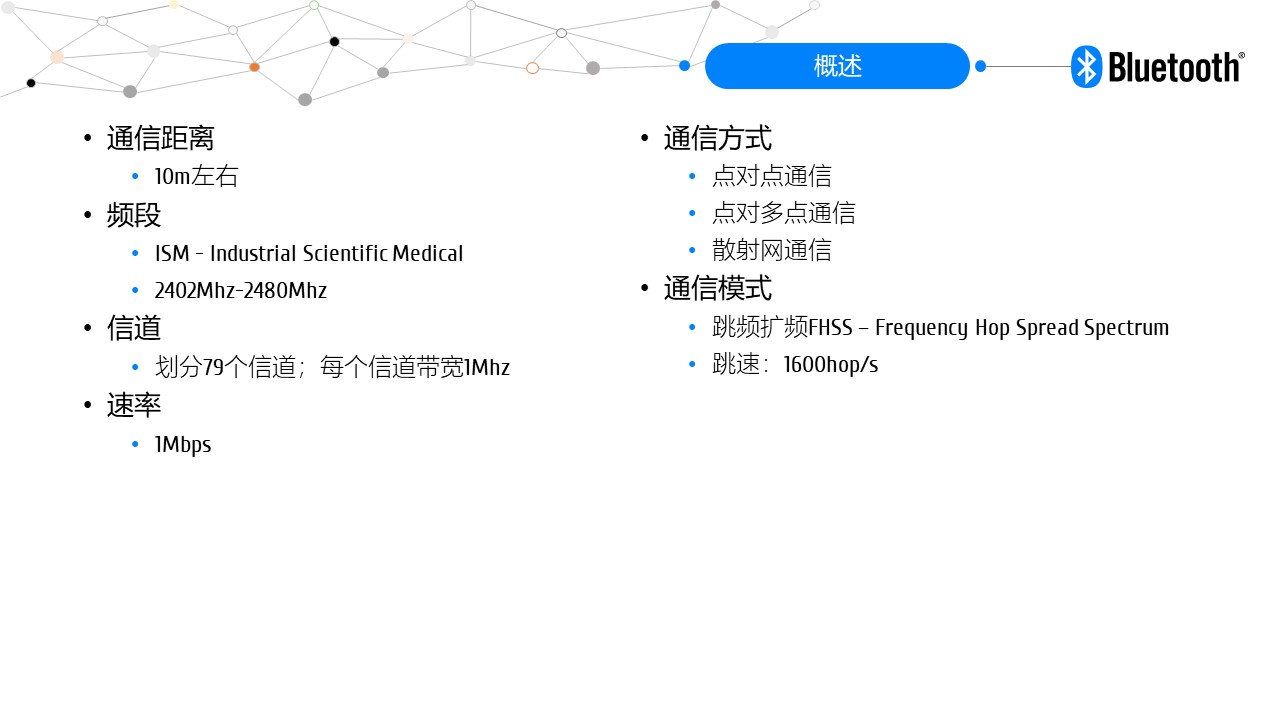 概述
Bluetooth®
• 通信距离
• 10m左右
• 频段
• ISM - Industrial Scientific Medical
• 2402Mhz-2480Mhz
• 信道
• 划分79个信道；每个信道带宽1Mhz
• 速率
• 1Mbps
• 通信方式
• 点对点通信
• 点对多点通信
• 散射网通信
• 通信模式
• 跳频扩频FHSS – Frequency Hop Spread Spectrum
• 跳速：1600hop/s